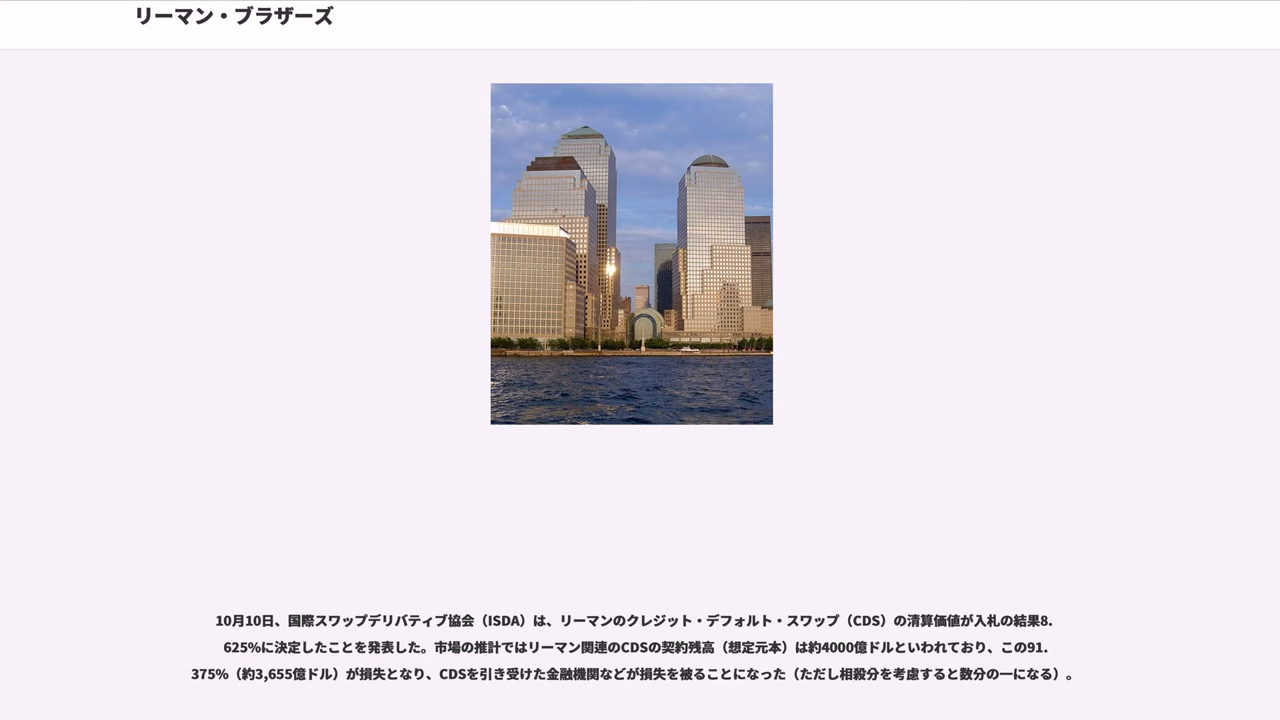 リーマン・ブラザーズ
10月10日、国際スワップデリバティブ協会（ISDA）は、リーマンのクレジット・デフォルト・スワップ（CDS）の清算価値が入札の結果8.
625%に決定したことを発表した。市場の推計ではリーマン関連のCDSの契約残高（想定元本）は約4000億ドルといわれており、この91.
375%（約3,655億ドル）が損失となり、CDSを引き受けた金融機関などが損失を被ることになった（ただし相殺分を考慮すると数分の一になる）。